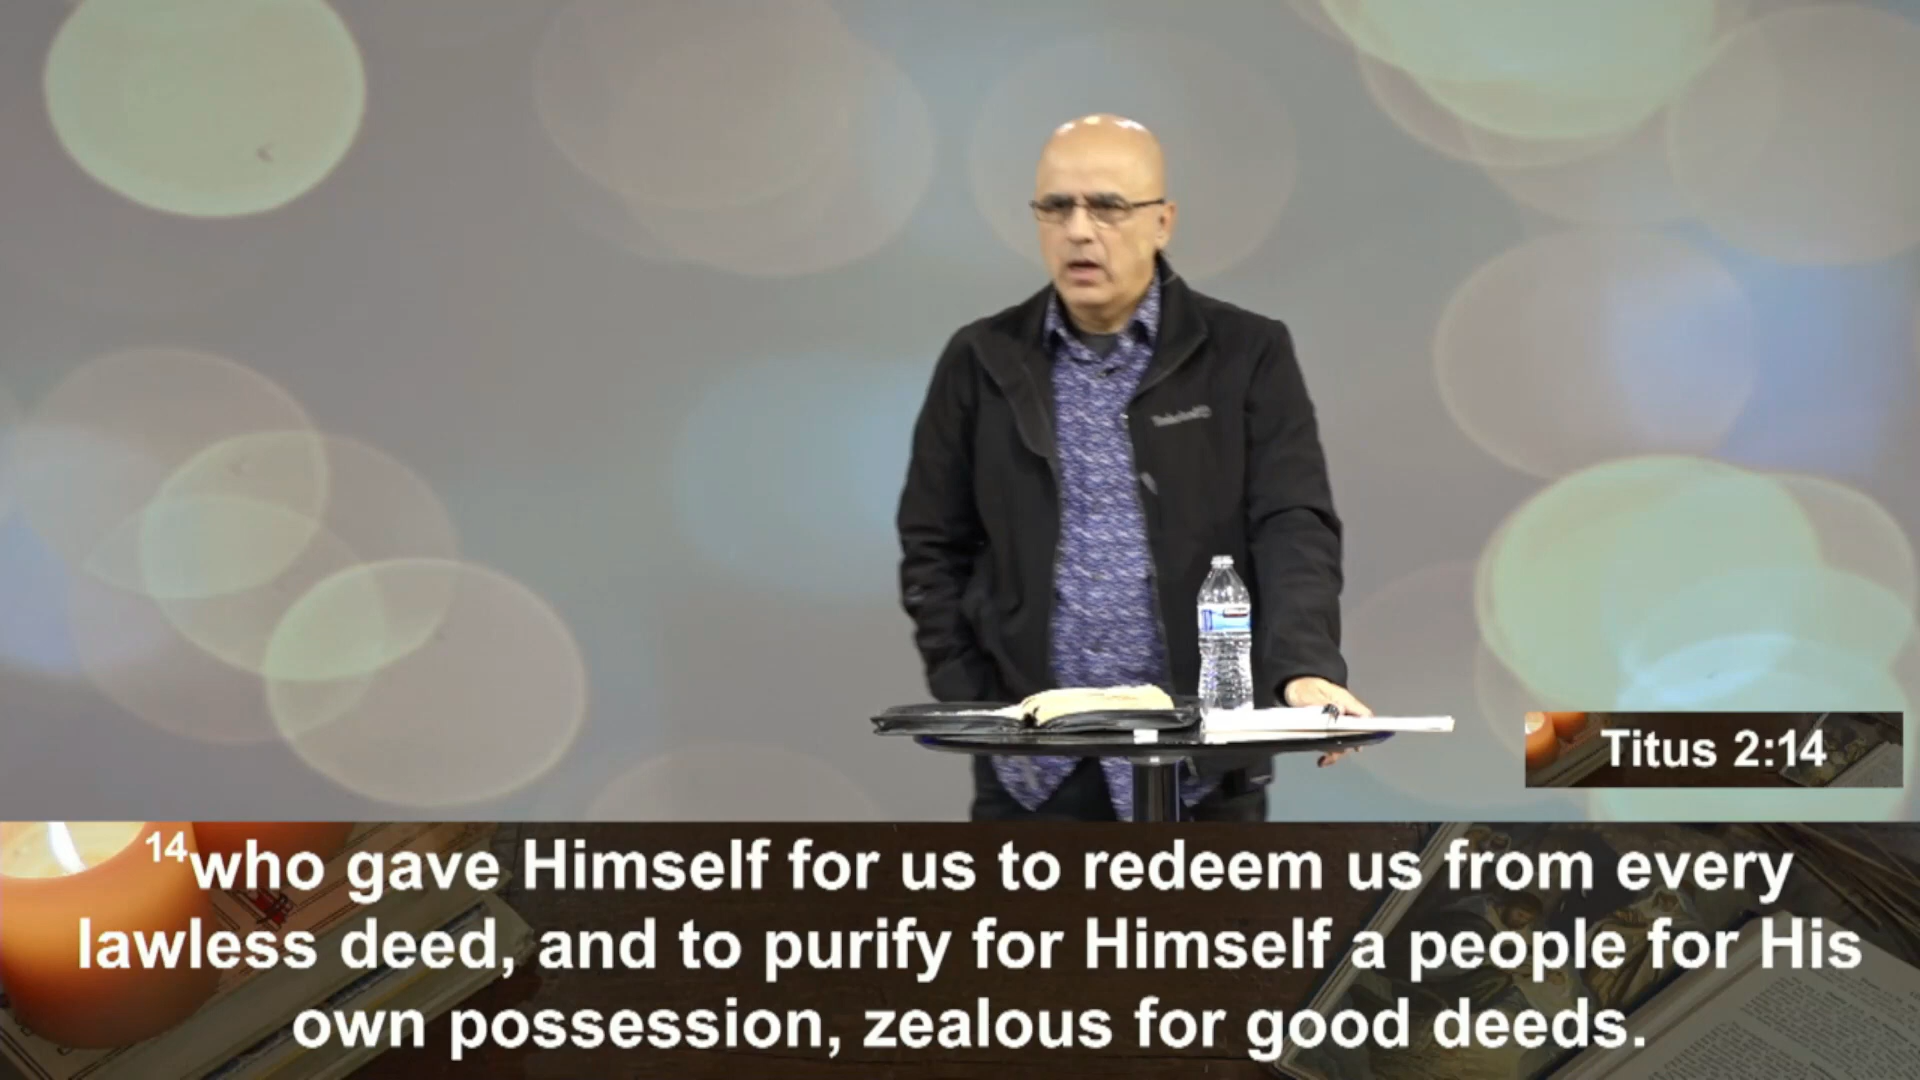 Titus 2:14
14who gave Himself for us to redeem us from every
lawless deed, and to purify for Himself a people for His
own possession, zealous for good deeds.